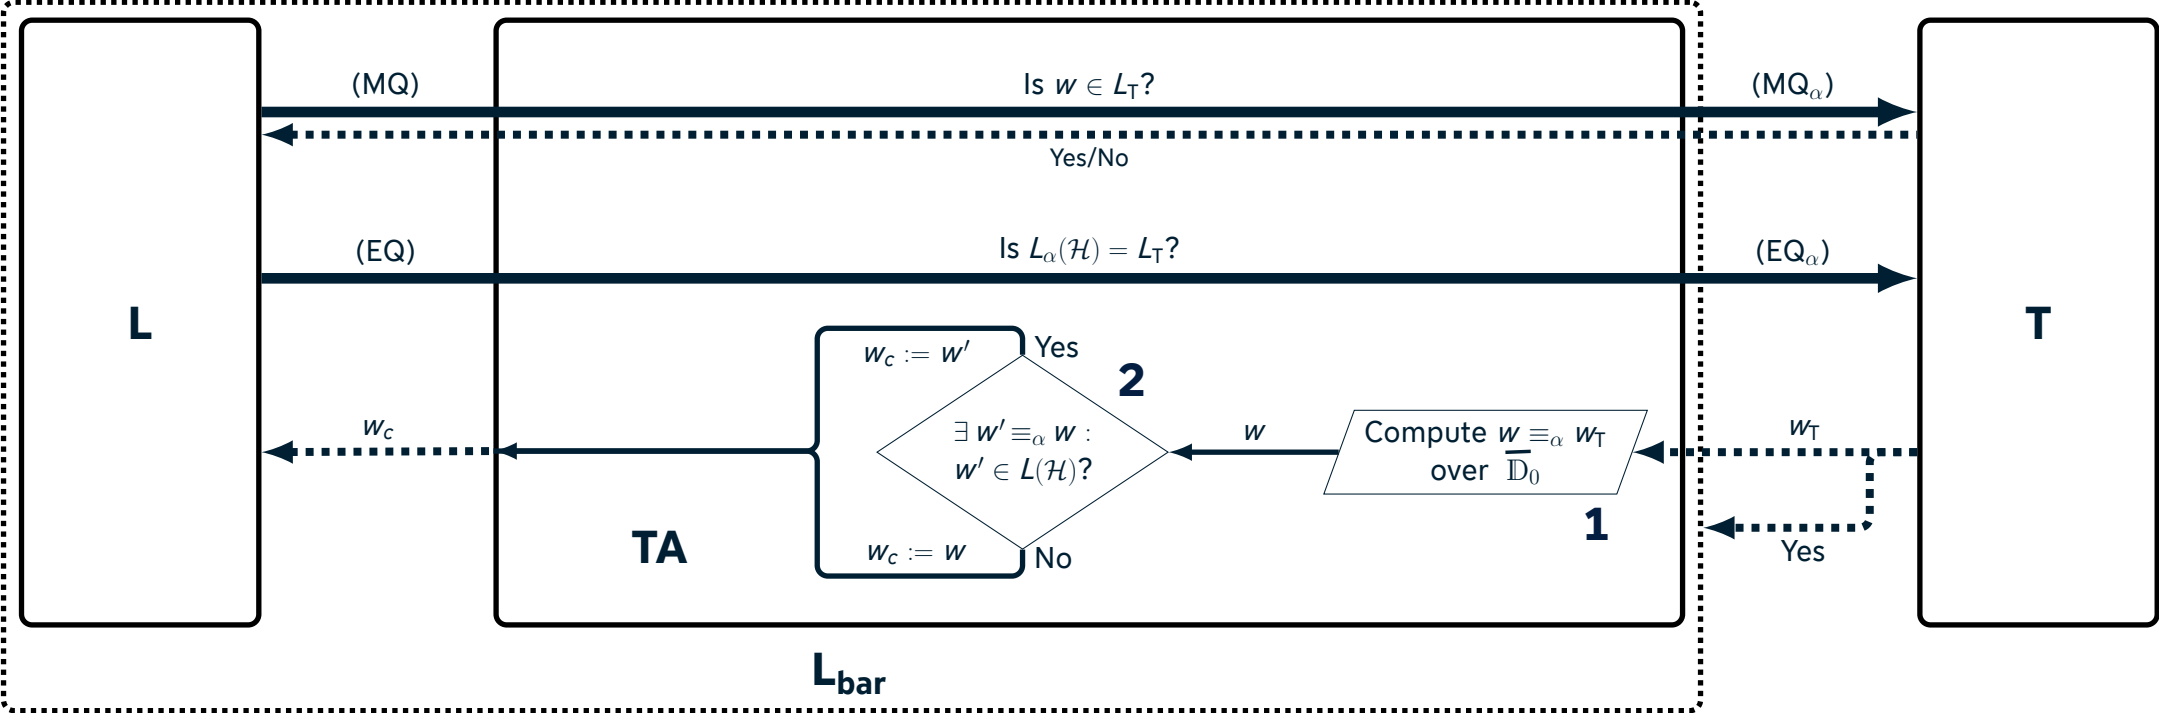 (MQ)
Is w ∈ L_T?
(MQ_α)
Yes/No
(EQ)
Is L_α(ℋ) = L_T?
(EQ_α)
L
T
w_c := w′
Yes
2
∃ w′ ≡_α w :
w′ ∈ L(ℋ)?
w_c
w
Compute w ≡_α w_T
over 𝔻̅₀
w_T
1
TA
w_c := w
No
Yes
L_bar